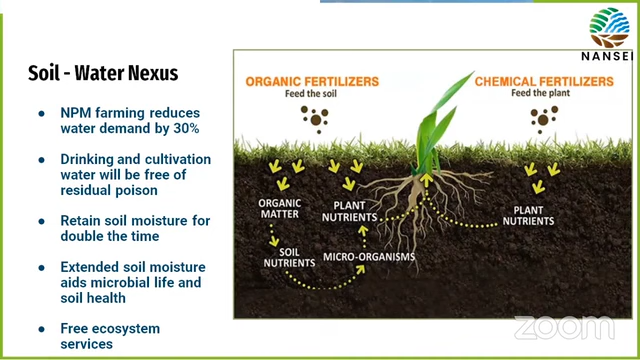 NANSEI
Soil - Water Nexus
● NPM farming reduces
water demand by 30%
● Drinking and cultivation
water will be free of
residual poison
● Retain soil moisture for
double the time
● Extended soil moisture
aids microbial life and
soil health
● Free ecosystem
services
ORGANIC FERTILIZERS
Feed the soil
CHEMICAL FERTILIZERS
Feed the plant
ORGANIC
MATTER
PLANT
NUTRIENTS
SOIL
NUTRIENTS
MICRO-ORGANISMS
PLANT
NUTRIENTS
zoom